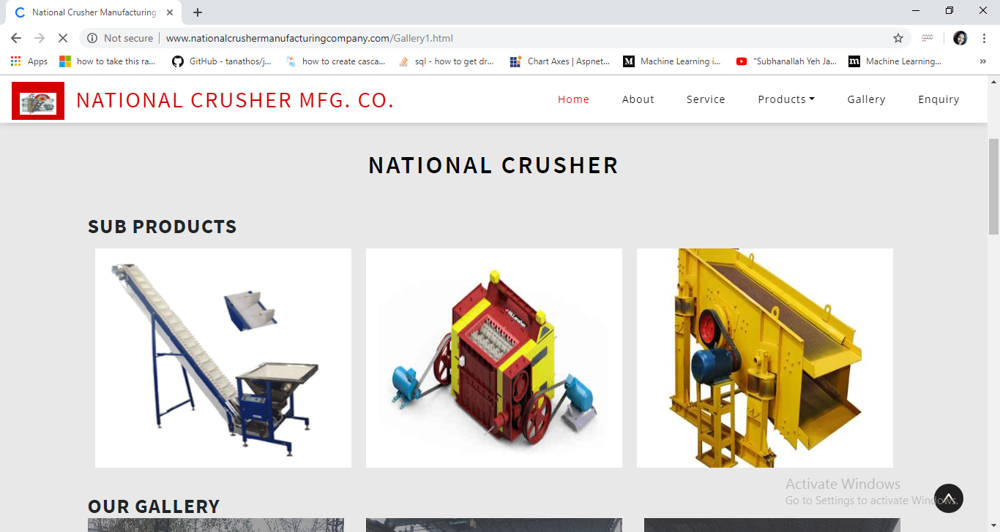 National Crusher Manufacturing
Not secure
www.nationalcrushermanufacturingcompany.com/Gallery1.html
Apps
how to take this ra...
GitHub - tanathos/j...
how to create casca...
sql - how to get dr...
Chart Axes | Aspnet...
Machine Learning i...
"Subhanallah Yeh Ja...
Machine Learning...
NATIONAL CRUSHER MFG. CO.
Home
About
Service
Products
Gallery
Enquiry
NATIONAL CRUSHER
SUB PRODUCTS
McLanahan
OUR GALLERY
Activate Windows
Go to Settings to activate Windows.